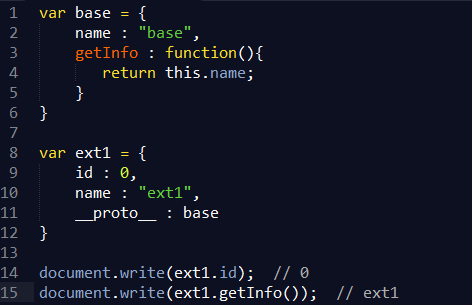 1 var base = {
2     name : "base",
3     getInfo : function(){
4        return this.name;
5     }
6 }
7
8 var ext1 = {
9     id : 0,
10     name : "ext1",
11     __proto__ : base
12 }
13
14 document.write(ext1.id);  // 0
15 document.write(ext1.getInfo());  // ext1